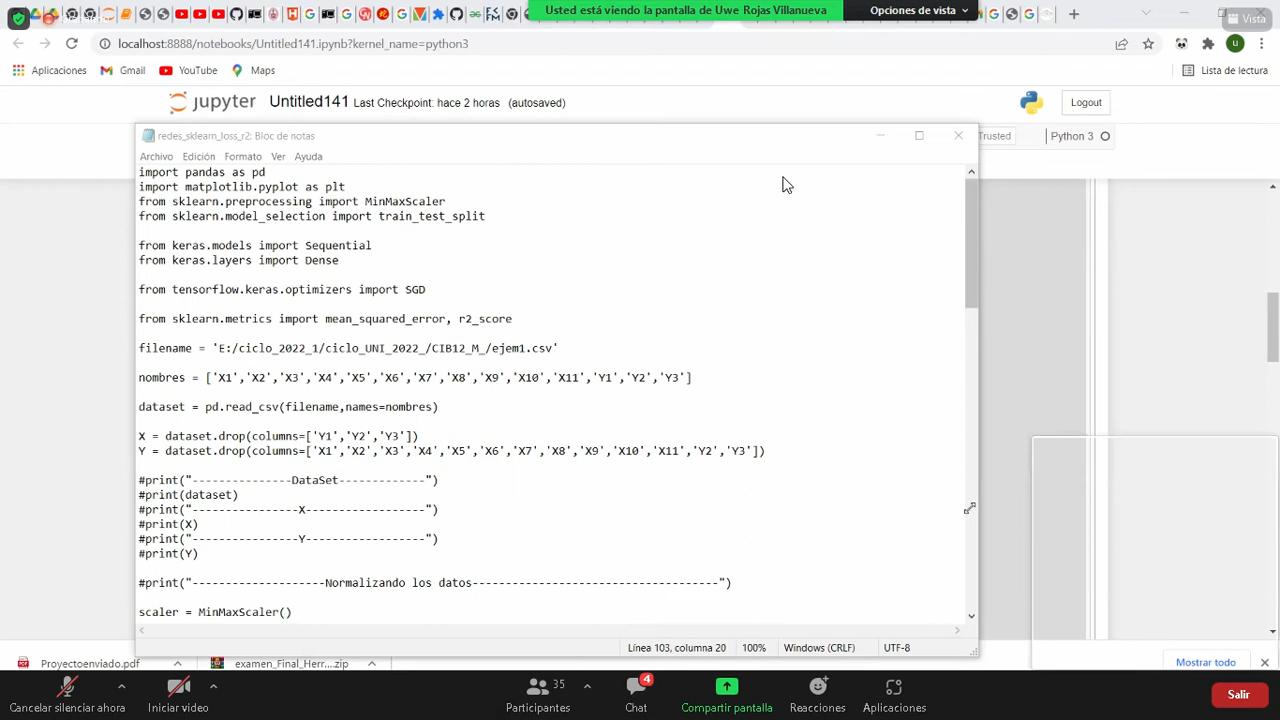 Usted está viendo la pantalla de Uwe Rojas Villanueva
Opciones de vista
Vista
localhost:8888/notebooks/Untitled141.ipynb?kernel_name=python3
u
Aplicaciones
Gmail
YouTube
Maps
Lista de lectura
jupyter
Untitled141
Last Checkpoint: hace 2 horas
(autosaved)
Logout
Trusted
Python 3
redes_sklearn_loss_r2: Bloc de notas
Archivo
Edición
Formato
Ver
Ayuda
import pandas as pd
import matplotlib.pyplot as plt
from sklearn.preprocessing import MinMaxScaler
from sklearn.model_selection import train_test_split
from keras.models import Sequential
from keras.layers import Dense
from tensorflow.keras.optimizers import SGD
from sklearn.metrics import mean_squared_error, r2_score
filename = 'E:/ciclo_2022_1/ciclo_UNI_2022_/CIB12_M_/ejem1.csv'
nombres = ['X1','X2','X3','X4','X5','X6','X7','X8','X9','X10','X11','Y1','Y2','Y3']
dataset = pd.read_csv(filename,names=nombres)
X = dataset.drop(columns=['Y1','Y2','Y3'])
Y = dataset.drop(columns=['X1','X2','X3','X4','X5','X6','X7','X8','X9','X10','X11','Y2','Y3'])
#print("---------------DataSet-------------")
#print(dataset)
#print("----------------X------------------")
#print(X)
#print("----------------Y------------------")
#print(Y)
#print("--------------------Normalizando los datos-------------------------------------")
scaler = MinMaxScaler()
Línea 103, columna 20
100%
Windows (CRLF)
UTF-8
Proyectoenviado.pdf
examen_Final_Herr....zip
Mostrar todo
Cancelar silenciar ahora
Iniciar video
35
Participantes
4
Chat
Compartir pantalla
Reacciones
Aplicaciones
Salir